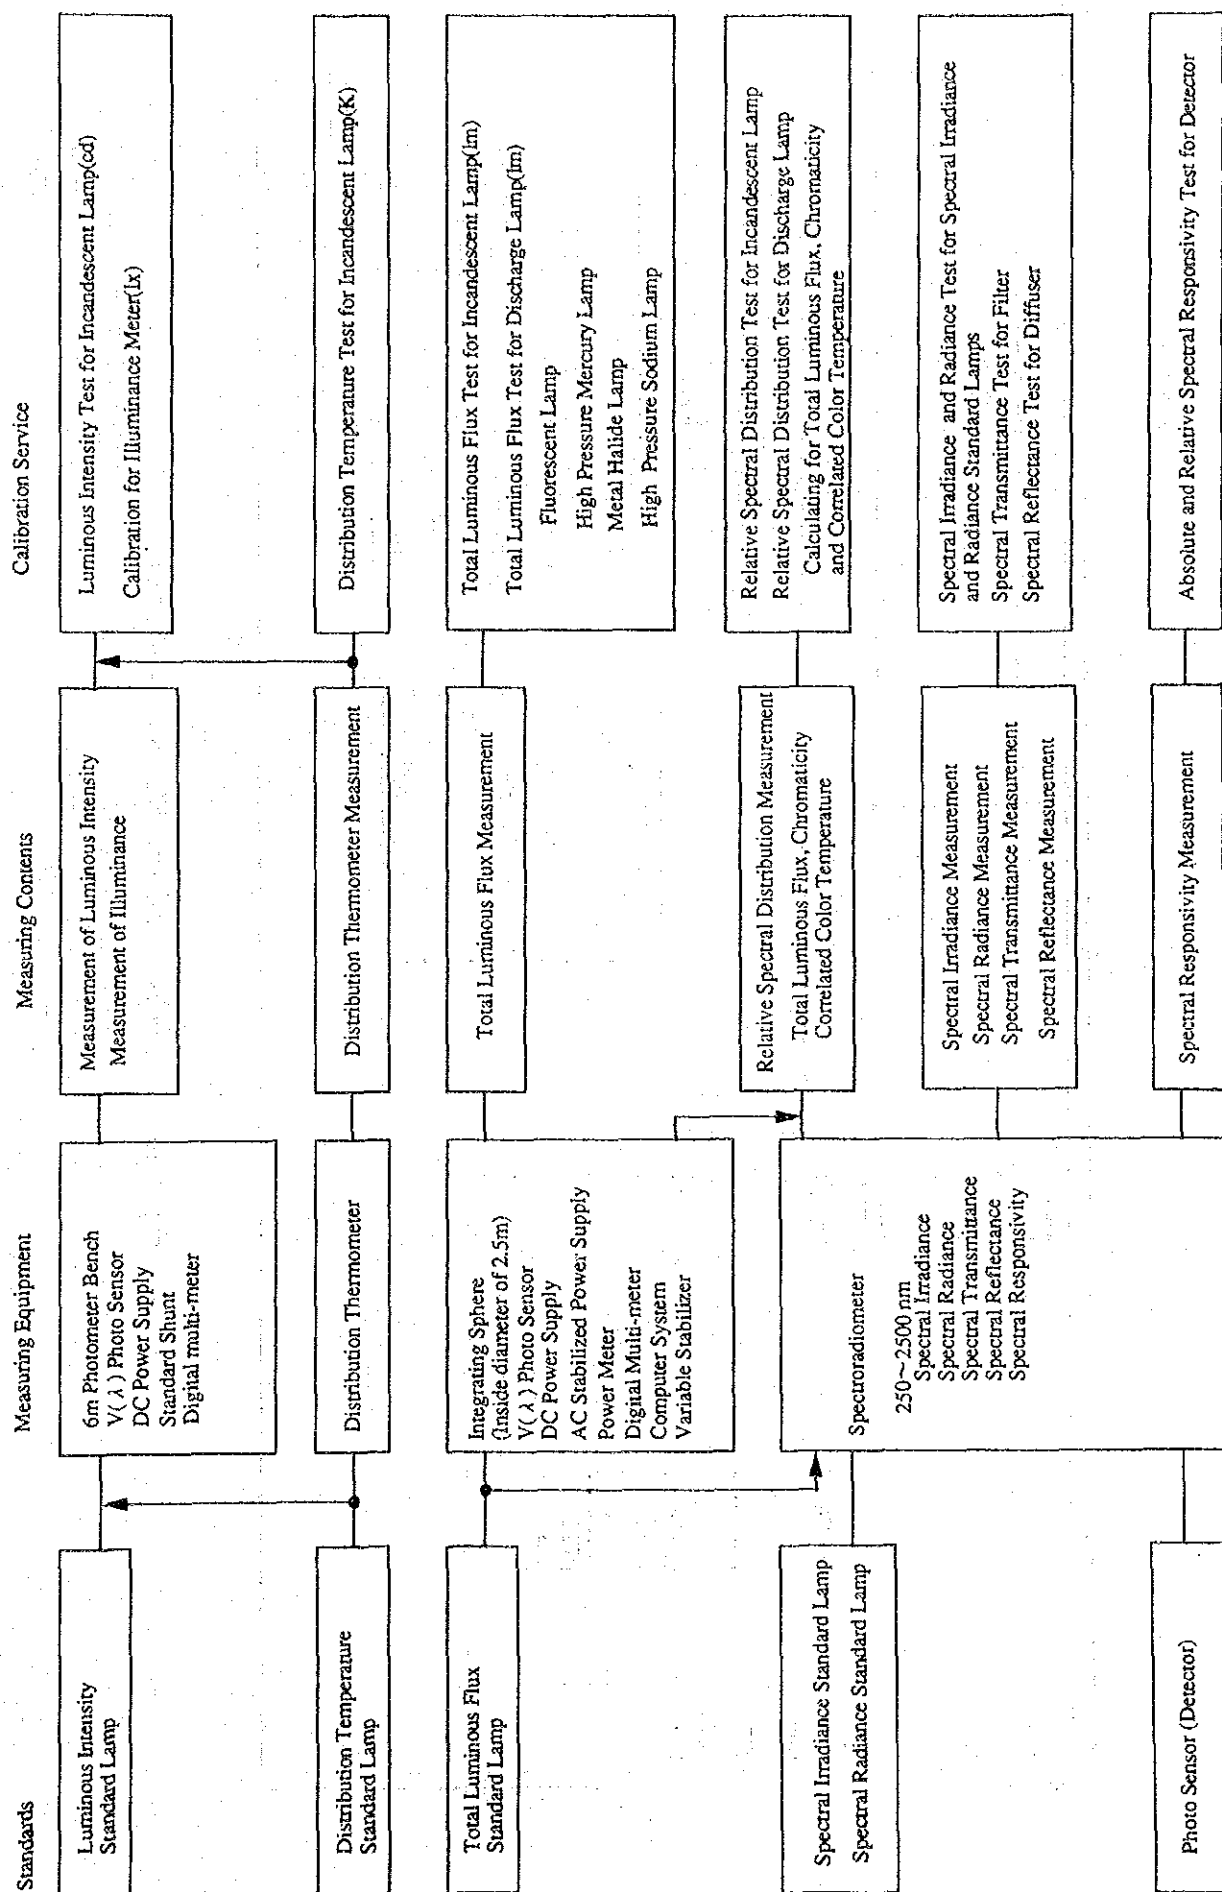 Standards
Measuring Equipment
Measuring Contents
Calibration Service
Luminous Intensity
Standard Lamp
6m Photometer Bench
V(λ) Photo Sensor
DC Power Supply
Standard Shunt
Digital multi-meter
Measurement of Luminous Intensity
Measurement of Illuminance
Luminous Intensity Test for Incandescent Lamp(cd)
Calibration for Illuminance Meter(lx)
Distribution Temperature
Standard Lamp
Distribution Thermometer
Distribution Thermometer Measurement
Distribution Temperature Test for Incandescent Lamp(K)
Total Luminous Flux
Standard Lamp
Integrating Sphere
(Inside diameter of 2.5m)
V(λ) Photo Sensor
DC Power Supply
AC Stabilized Power Supply
Power Meter
Digital Multi-meter
Computer System
Variable Stabilizer
Total Luminous Flux Measurement
Total Luminous Flux Test for Incandescent Lamp(lm)
Total Luminous Flux Test for Discharge Lamp(lm)
Fluorescent Lamp
High Pressure Mercury Lamp
Metal Halide Lamp
High Pressure Sodium Lamp
Spectral Irradiance Standard Lamp
Spectral Radiance Standard Lamp
Spectroradiometer
250~2500 nm
Spectral Irradiance
Spectral Radiance
Spectral Transmittance
Spectral Reflectance
Spectral Responsivity
Relative Spectral Distribution Measurement
Total Luminous Flux, Chromaticity
Correlated Color Temperature
Relative Spectral Distribution Test for Incandescent Lamp
Relative Spectral Distribution Test for Discharge Lamp
Calculating for Total Luminous Flux, Chromaticity
and Correlated Color Temperature
Spectral Irradiance Measurement
Spectral Radiance Measurement
Spectral Transmittance Measurement
Spectral Reflectance Measurement
Spectral Irradiance and Radiance Test for Spectral Irradiance
and Radiance Standard Lamps
Spectral Transmittance Test for Filter
Spectral Reflectance Test for Diffuser
Photo Sensor (Detector)
Spectral Responsivity Measurement
Absolute and Relative Spectral Responsivity Test for Detector